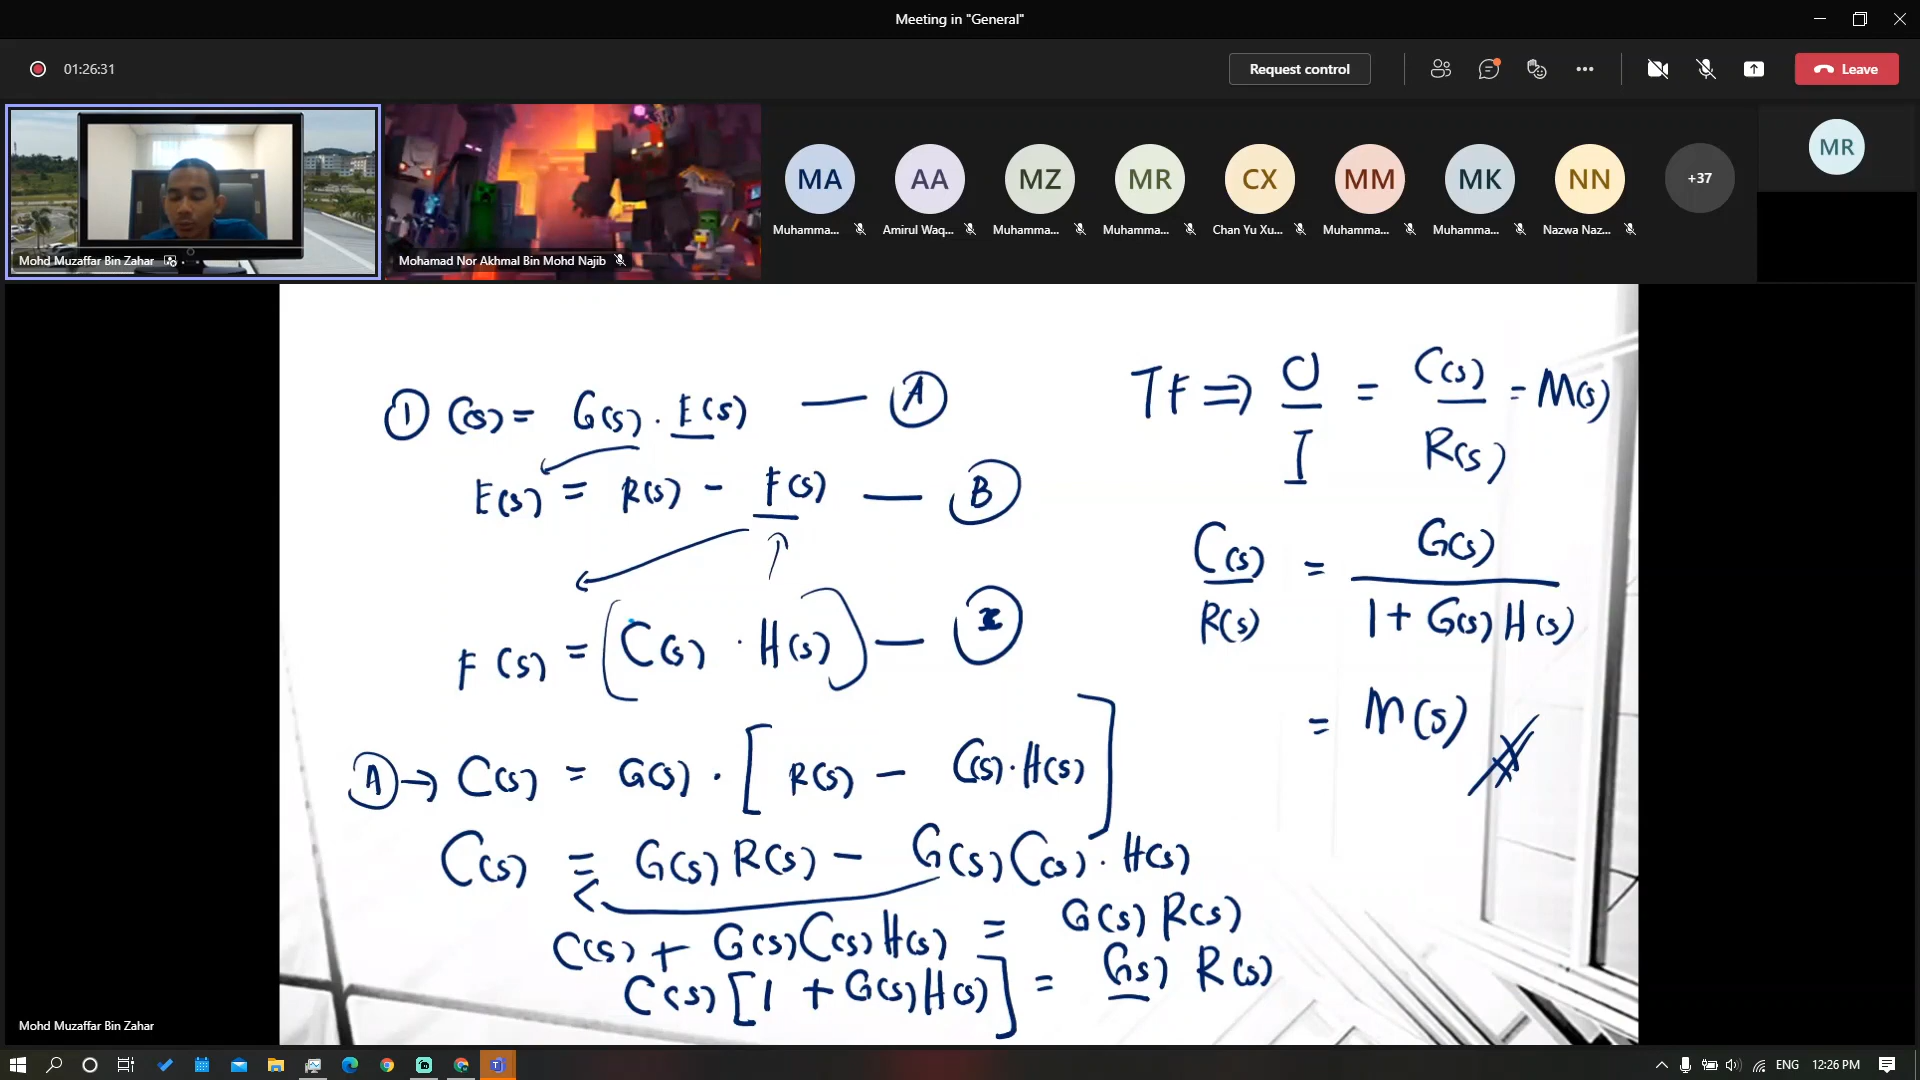 Meeting in "General"
01:26:31
Request control
Leave
Mohd Muzaffar Bin Zahar
Mohamad Nor Akhmal Bin Mohd Najib
MA
Muhamma...
AA
Amirul Waq...
MZ
Muhamma...
MR
Muhamma...
CX
Chan Yu Xu...
MM
Muhamma...
MK
Muhamma...
NN
Nazwa Naz...
+37
MR
① C(s) = G(s) . E(s) — Ⓐ
E(s) = R(s) - F(s) — Ⓑ
F(s) = (C(s) · H(s)) —
Ⓐ → C(s) = G(s) · [ R(s) - C(s)·H(s) ]
C(s) = G(s) R(s) - G(s) C(s) · H(s)
C(s) + G(s) C(s) H(s) = G(s) R(s)
C(s) [ 1 + G(s) H(s) ] = G(s) R(s)
TF ⇒ O/I = C(s)/R(s) = M(s)
C(s)/R(s) = G(s)/1 + G(s) H(s)
= M(s)
Mohd Muzaffar Bin Zahar
ENG
12:26 PM